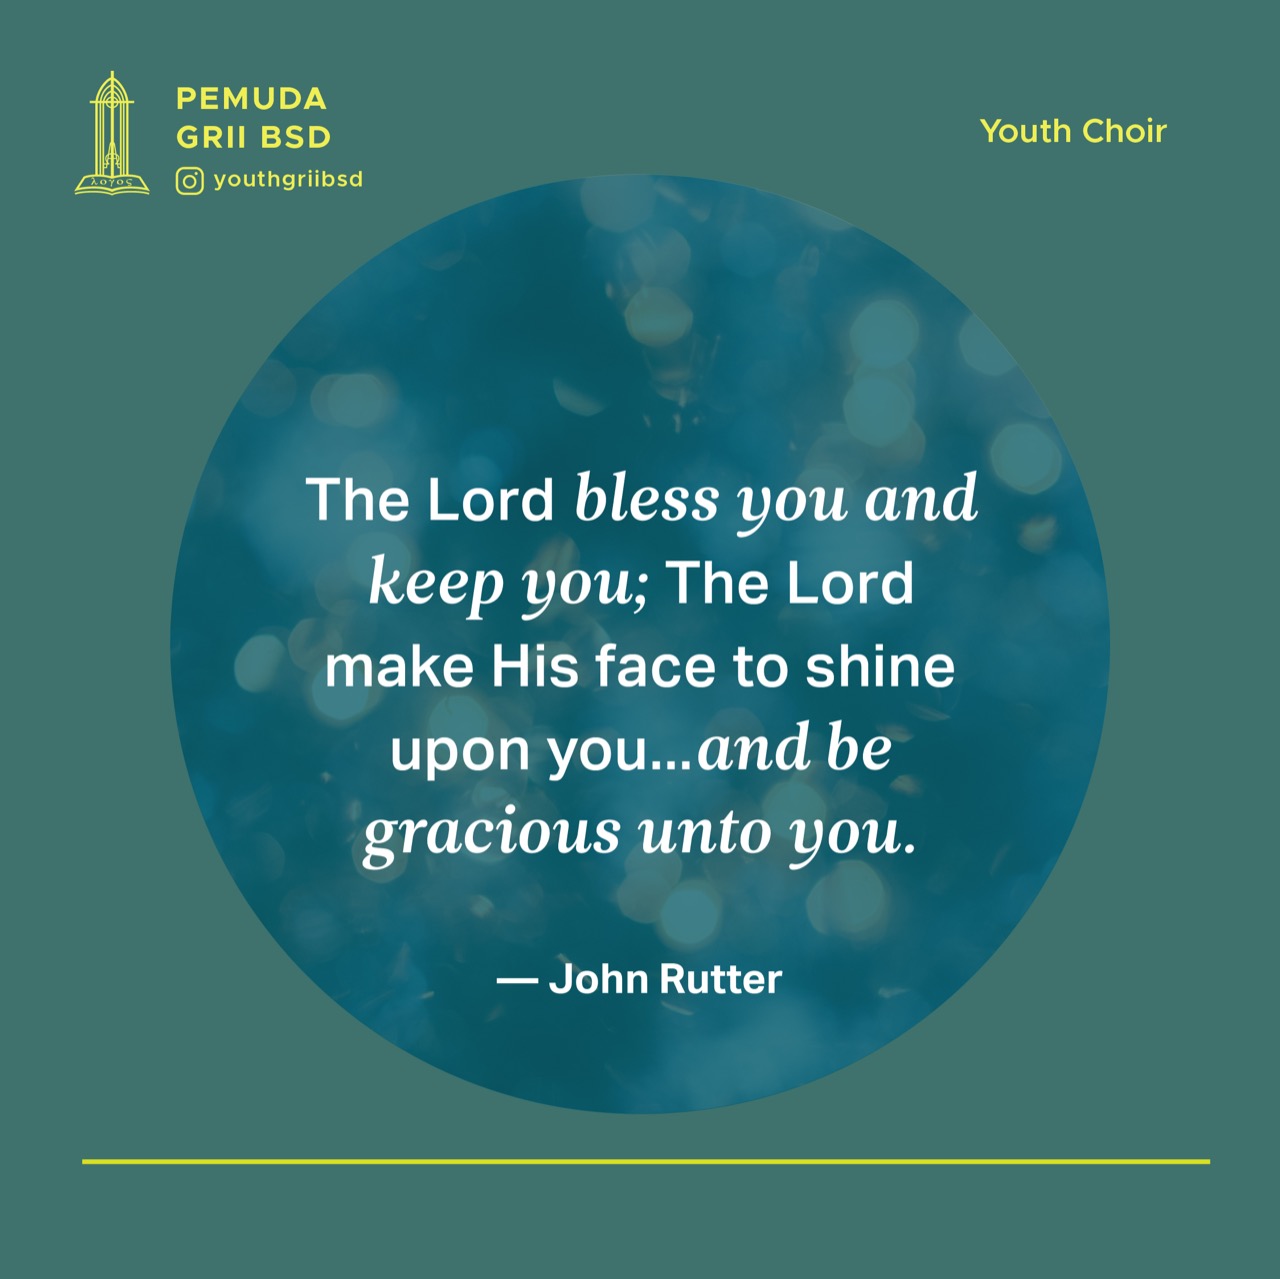 PEMUDA
GRII BSD
youthgriibsd
λογος
Youth Choir
The Lord bless you and
keep you; The Lord
make His face to shine
upon you...and be
gracious unto you.
— John Rutter